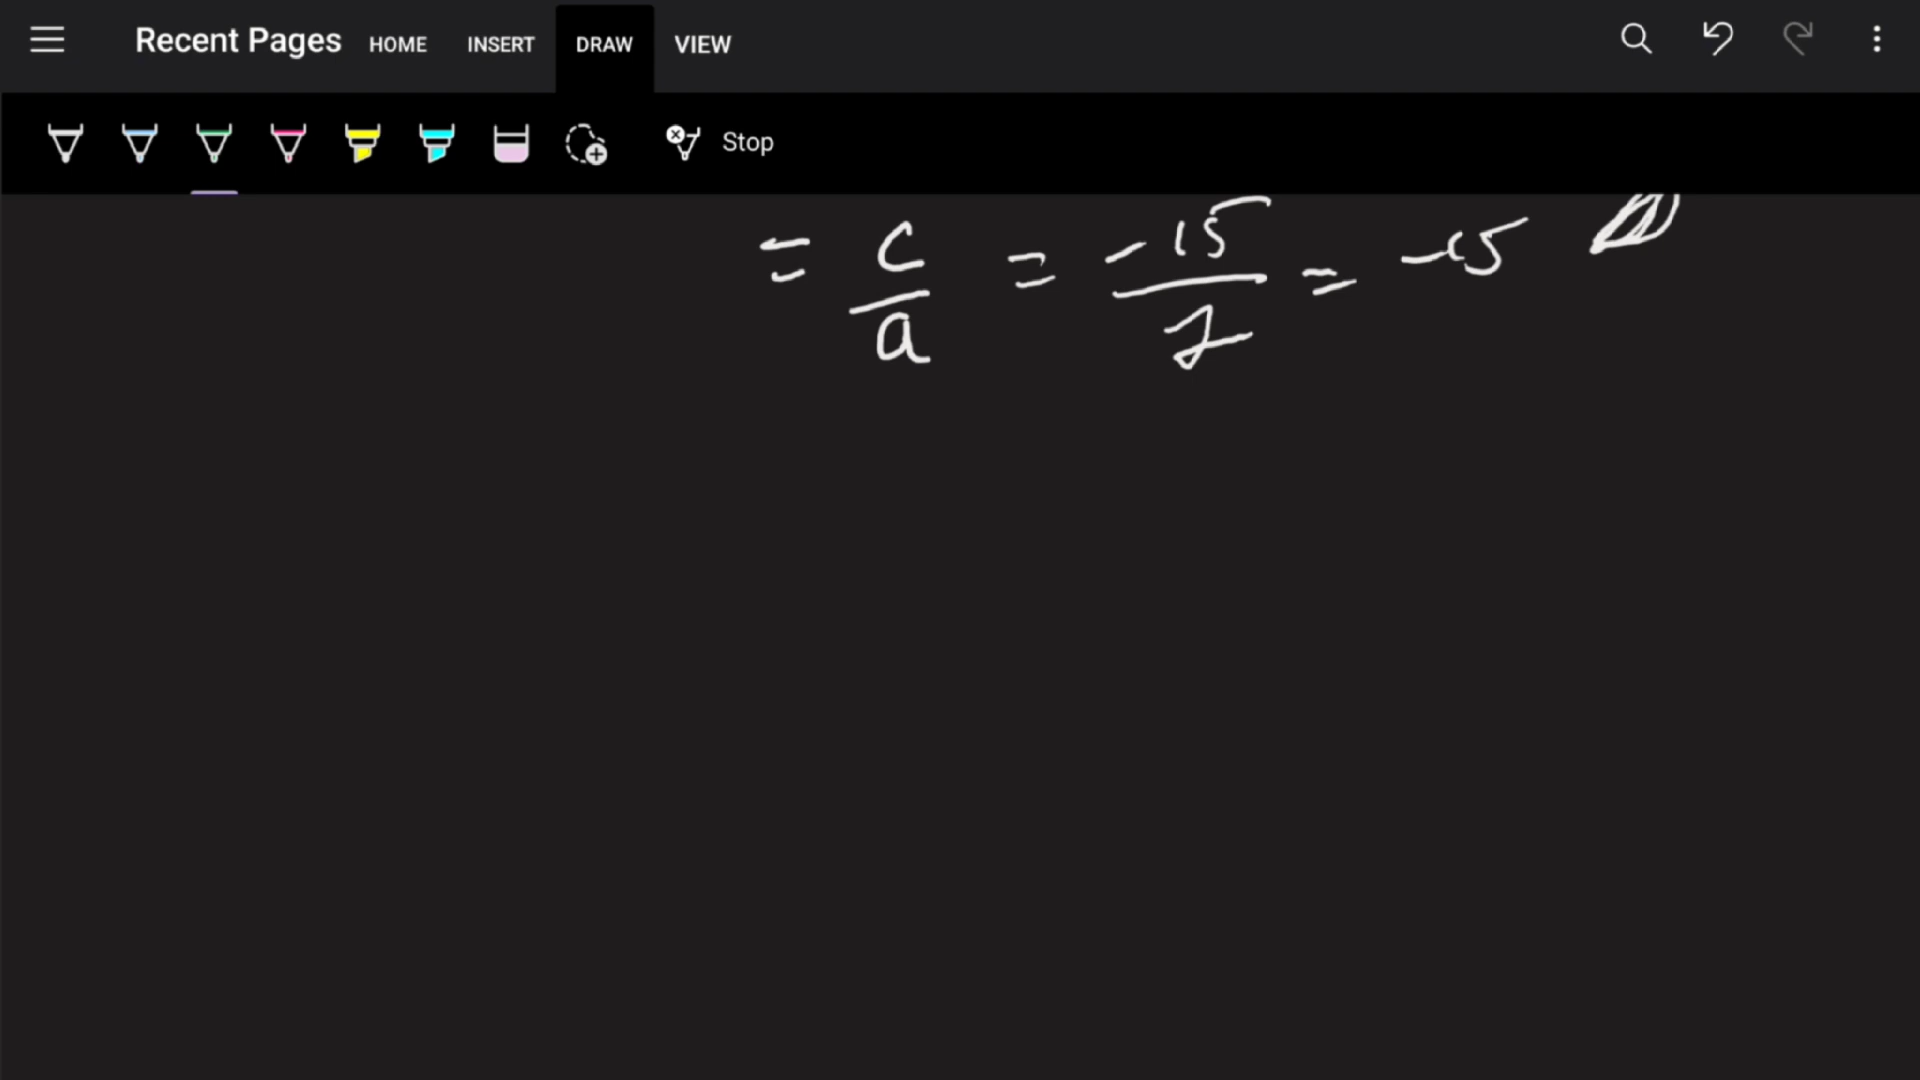 Recent Pages HOME INSERT DRAW VIEW
Stop
= c/a = -15/1 = -15